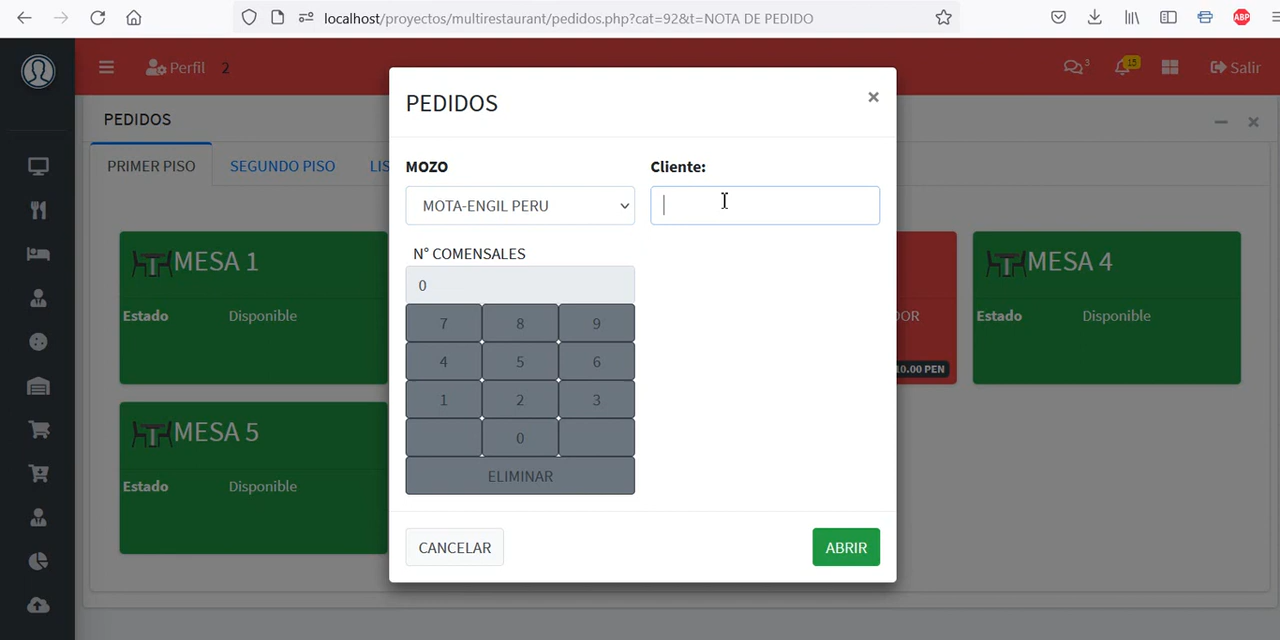 localhost/proyectos/multirestaurant/pedidos.php?cat=92&t=NOTA DE PEDIDO
ABP
Perfil 2
3
15
Salir
PEDIDOS
PRIMER PISO
SEGUNDO PISO
LIS
MESA 1
Estado Disponible
DOR
10.00 PEN
MESA 4
Estado Disponible
MESA 5
Estado Disponible
PEDIDOS
×
MOZO
MOTA-ENGIL PERU
Cliente:
N° COMENSALES
0
7 8 9
4 5 6
1 2 3
0
ELIMINAR
CANCELAR
ABRIR